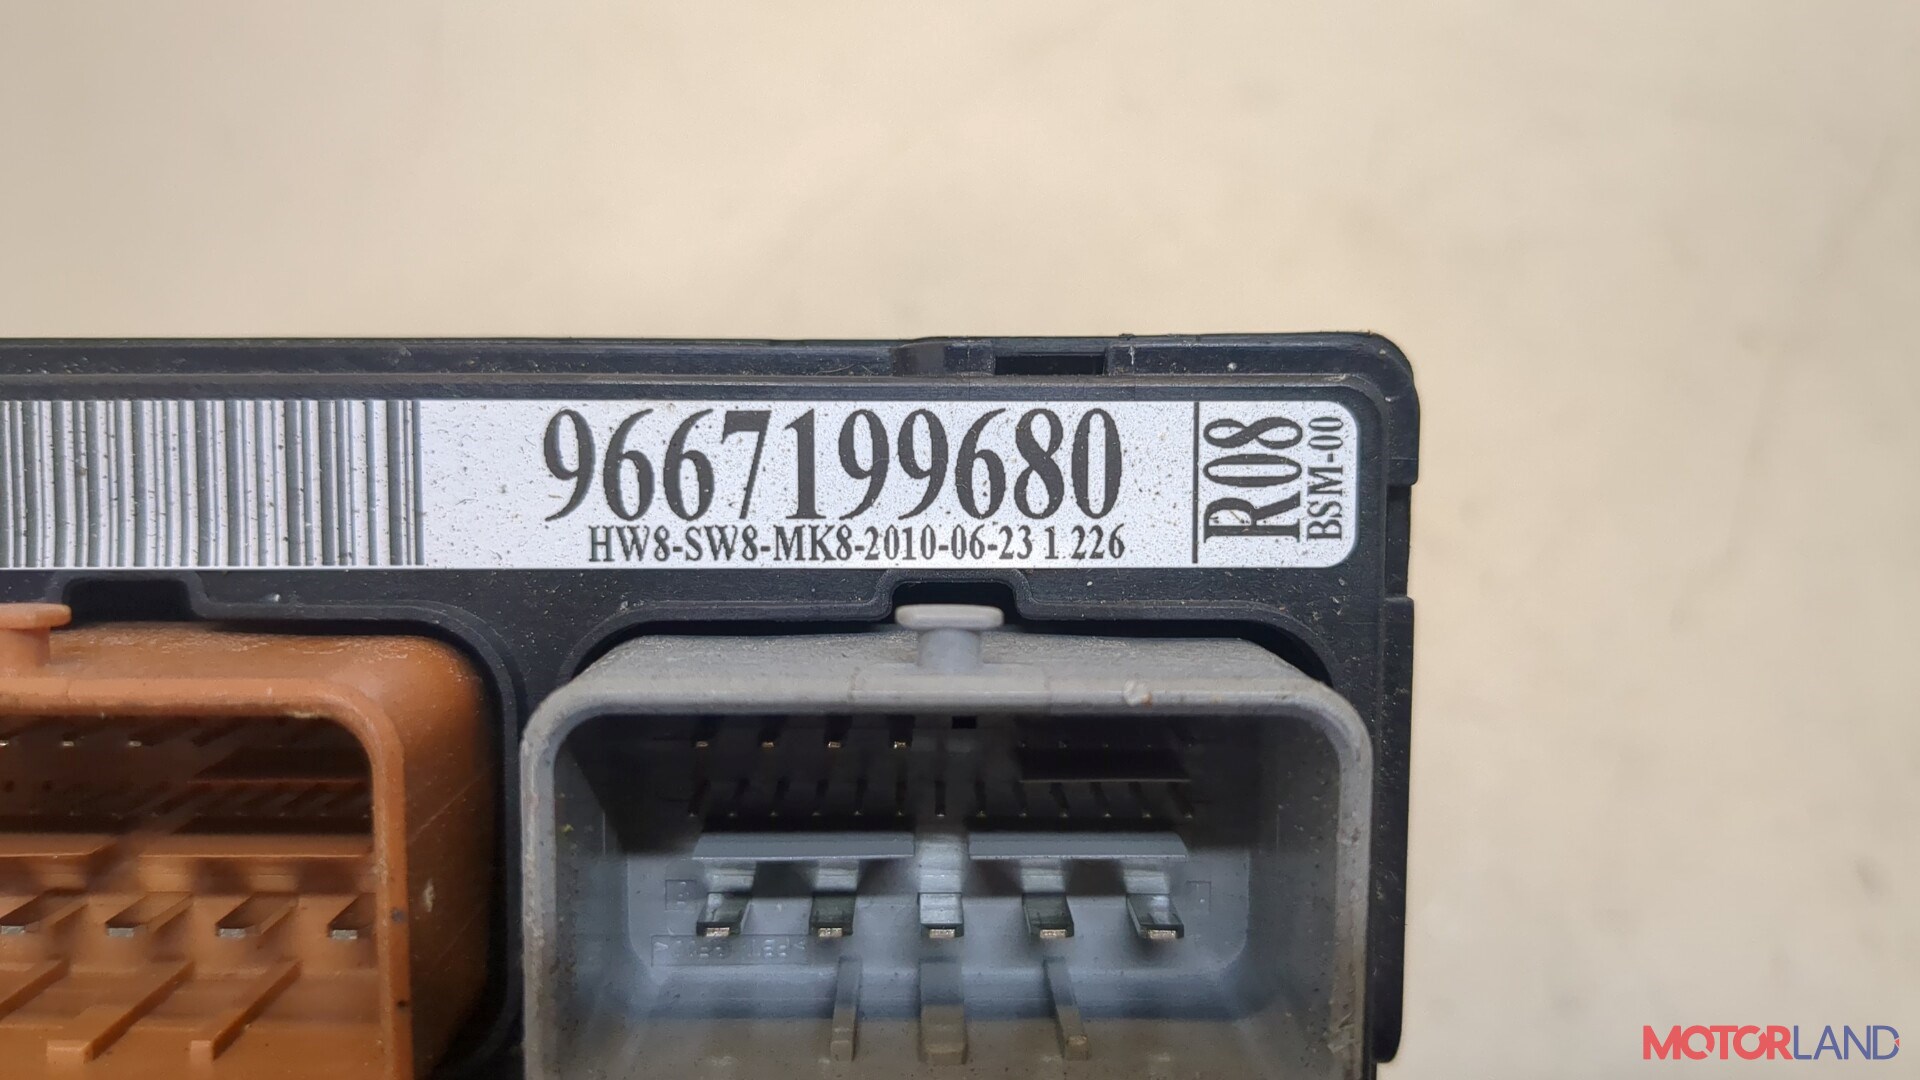 9667199680
HW8-SW8-MK8-2010-06-23 1 226
R08
BSM-00
MOTORLAND